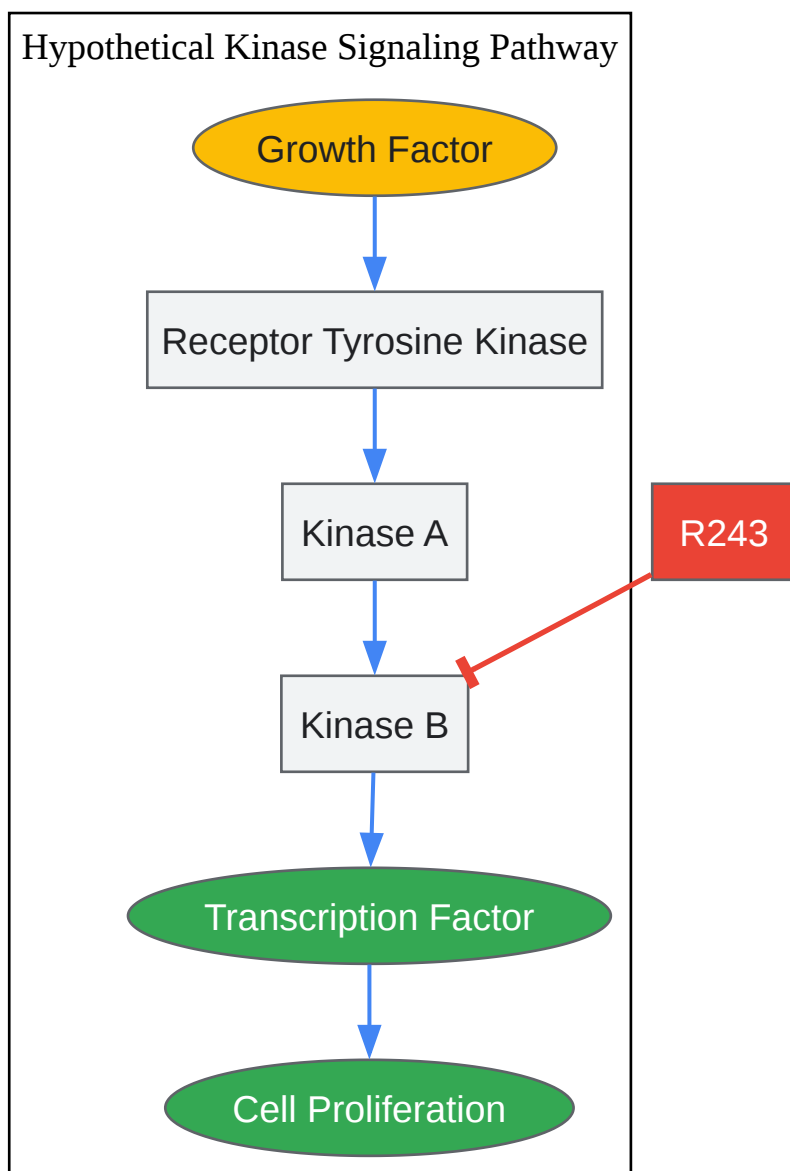 Hypothetical Kinase Signaling Pathway
Growth Factor
Receptor Tyrosine Kinase
Kinase A
R243
Kinase B
Transcription Factor
Cell Proliferation